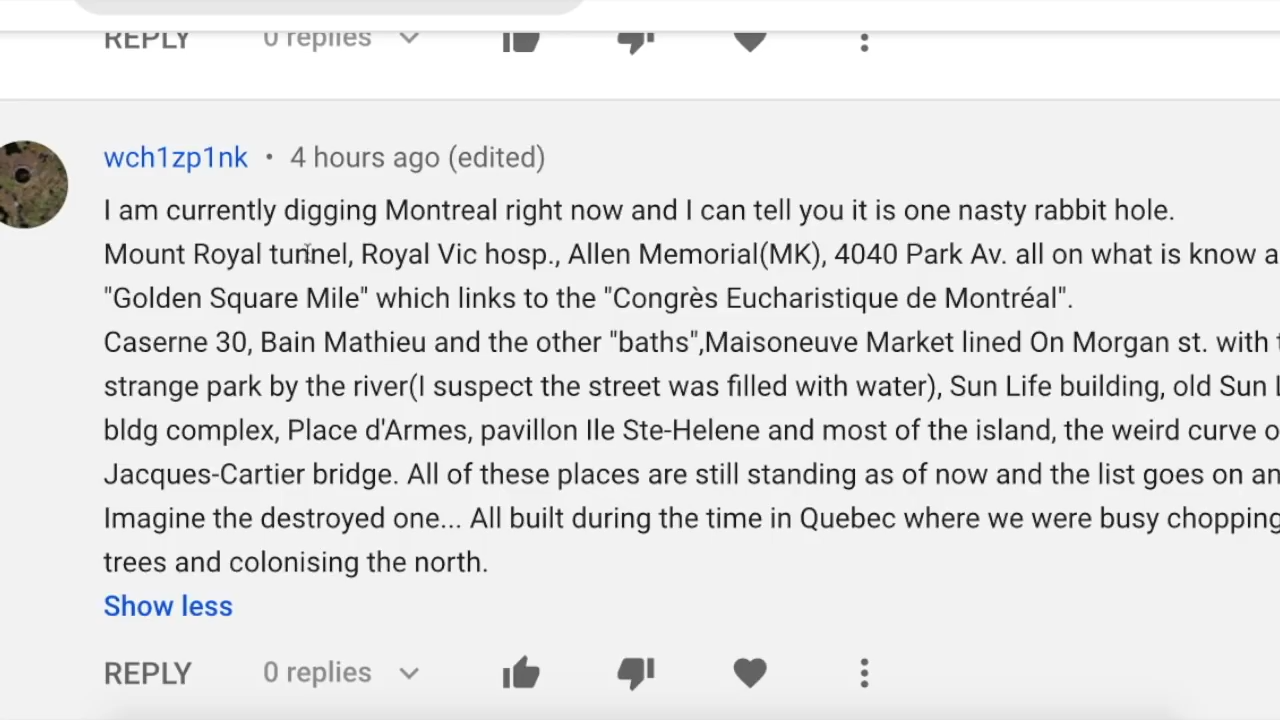 REPLY 0 replies
wch1zp1nk • 4 hours ago (edited)
I am currently digging Montreal right now and I can tell you it is one nasty rabbit hole.
Mount Royal tunnel, Royal Vic hosp., Allen Memorial(MK), 4040 Park Av. all on what is know a
"Golden Square Mile" which links to the "Congrès Eucharistique de Montréal".
Caserne 30, Bain Mathieu and the other "baths",Maisoneuve Market lined On Morgan st. with
strange park by the river(I suspect the street was filled with water), Sun Life building, old Sun
bldg complex, Place d'Armes, pavillon Ile Ste-Helene and most of the island, the weird curve
Jacques-Cartier bridge. All of these places are still standing as of now and the list goes on
Imagine the destroyed one... All built during the time in Quebec where we were busy chopping
trees and colonising the north.
Show less
REPLY 0 replies